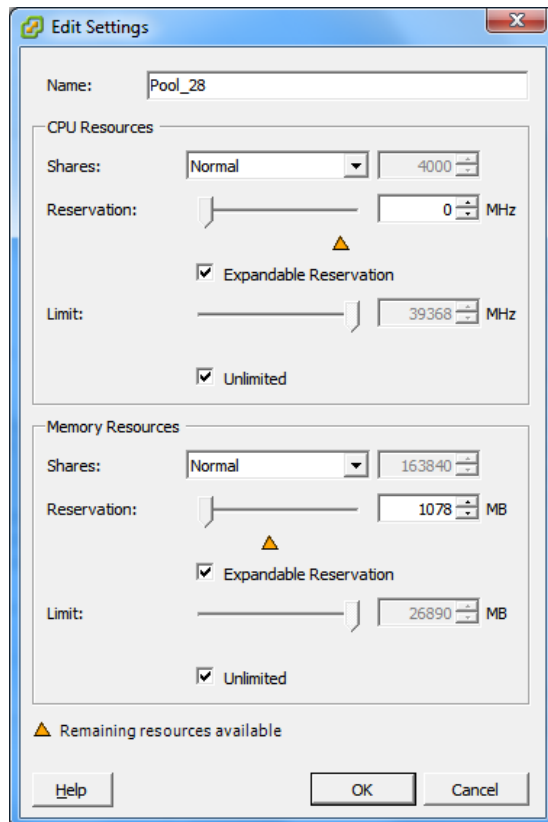 Edit Settings
Name: Pool_28
CPU Resources
Shares: Normal 4000
Reservation: 0 MHz
Expandable Reservation
Limit: 39368 MHz
Unlimited
Memory Resources
Shares: Normal 163840
Reservation: 1078 MB
Expandable Reservation
Limit: 26890 MB
Unlimited
Remaining resources available
Help OK Cancel